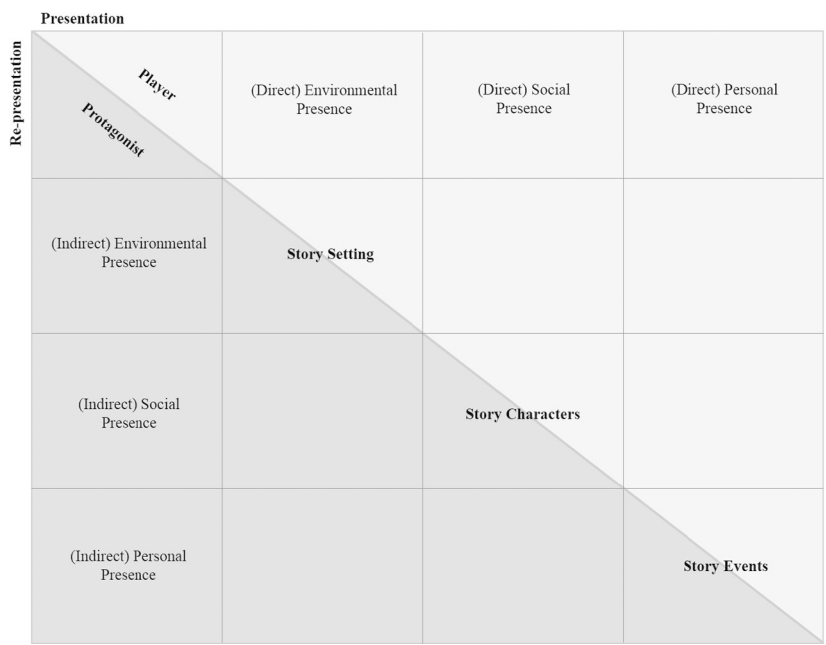 Presentation
Re-presentation
Player
Protagonist
(Direct) Environmental
Presence
(Direct) Social
Presence
(Direct) Personal
Presence
(Indirect) Environmental
Presence
Story Setting
(Indirect) Social
Presence
Story Characters
(Indirect) Personal
Presence
Story Events